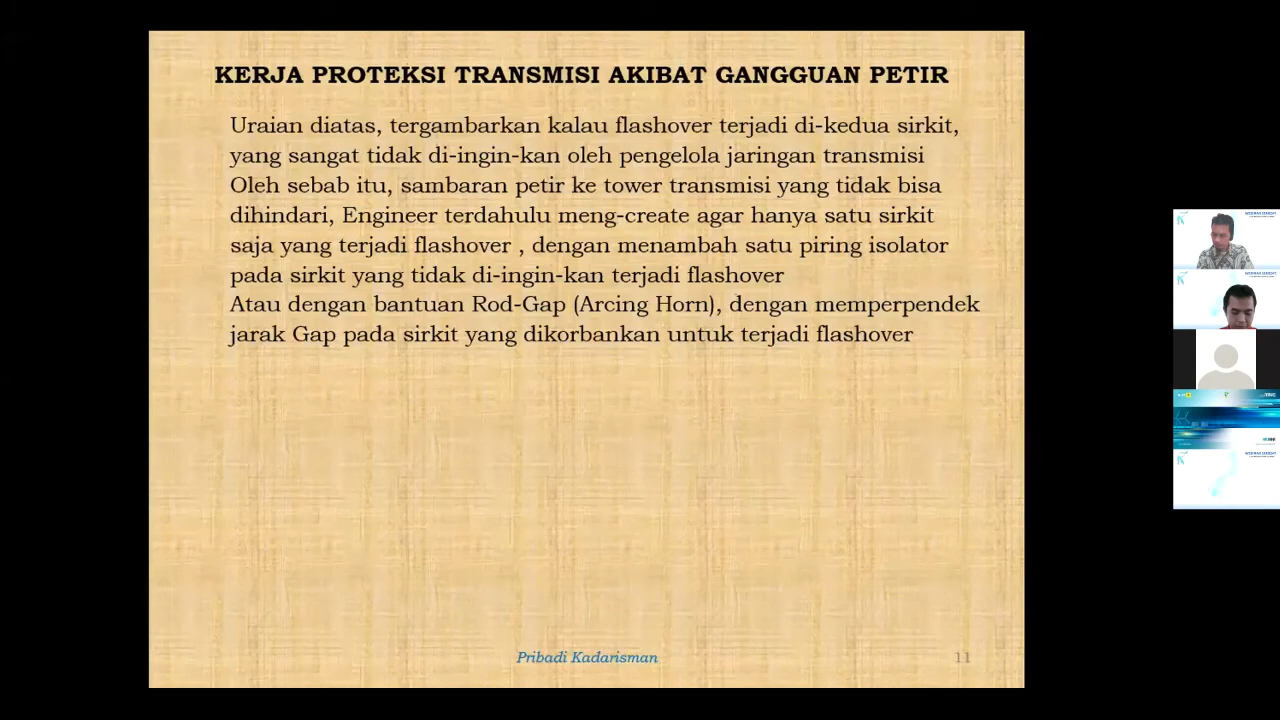 KERJA PROTEKSI TRANSMISI AKIBAT GANGGUAN PETIR
Uraian diatas, tergambarkan kalau flashover terjadi di-kedua sirkit,
yang sangat tidak di-ingin-kan oleh pengelola jaringan transmisi
Oleh sebab itu, sambaran petir ke tower transmisi yang tidak bisa
dihindari, Engineer terdahulu meng-create agar hanya satu sirkit
saja yang terjadi flashover , dengan menambah satu piring isolator
pada sirkit yang tidak di-ingin-kan terjadi flashover
Atau dengan bantuan Rod-Gap (Arcing Horn), dengan memperpendek
jarak Gap pada sirkit yang dikorbankan untuk terjadi flashover
Pribadi Kadarisman
11